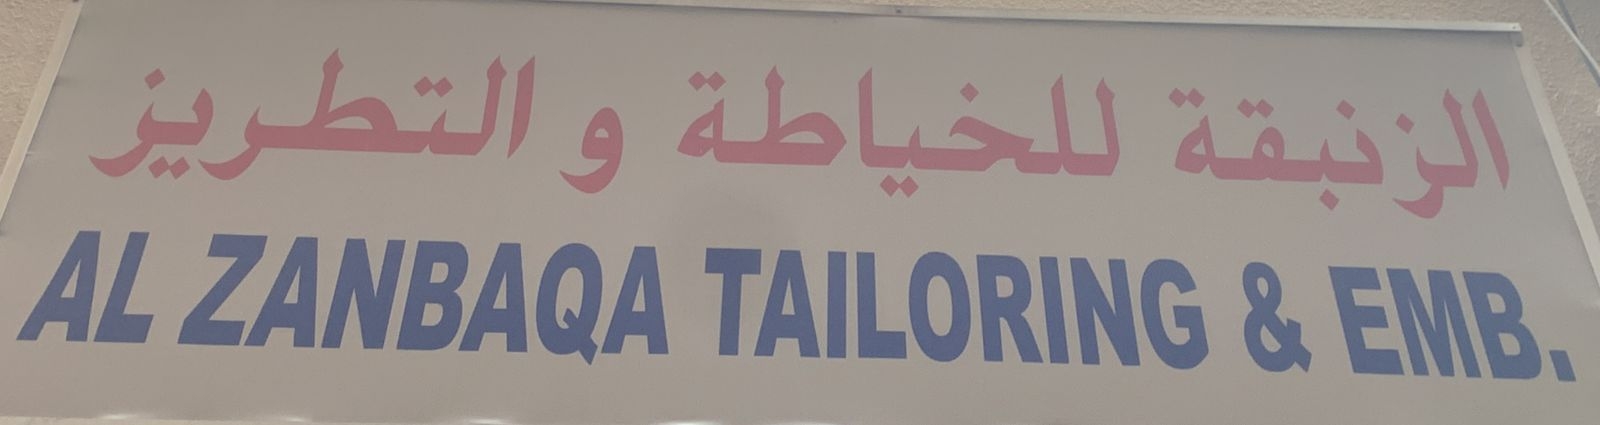 الزنبقة للخياطة و التطريز
AL ZANBAQA TAILORING & EMB.